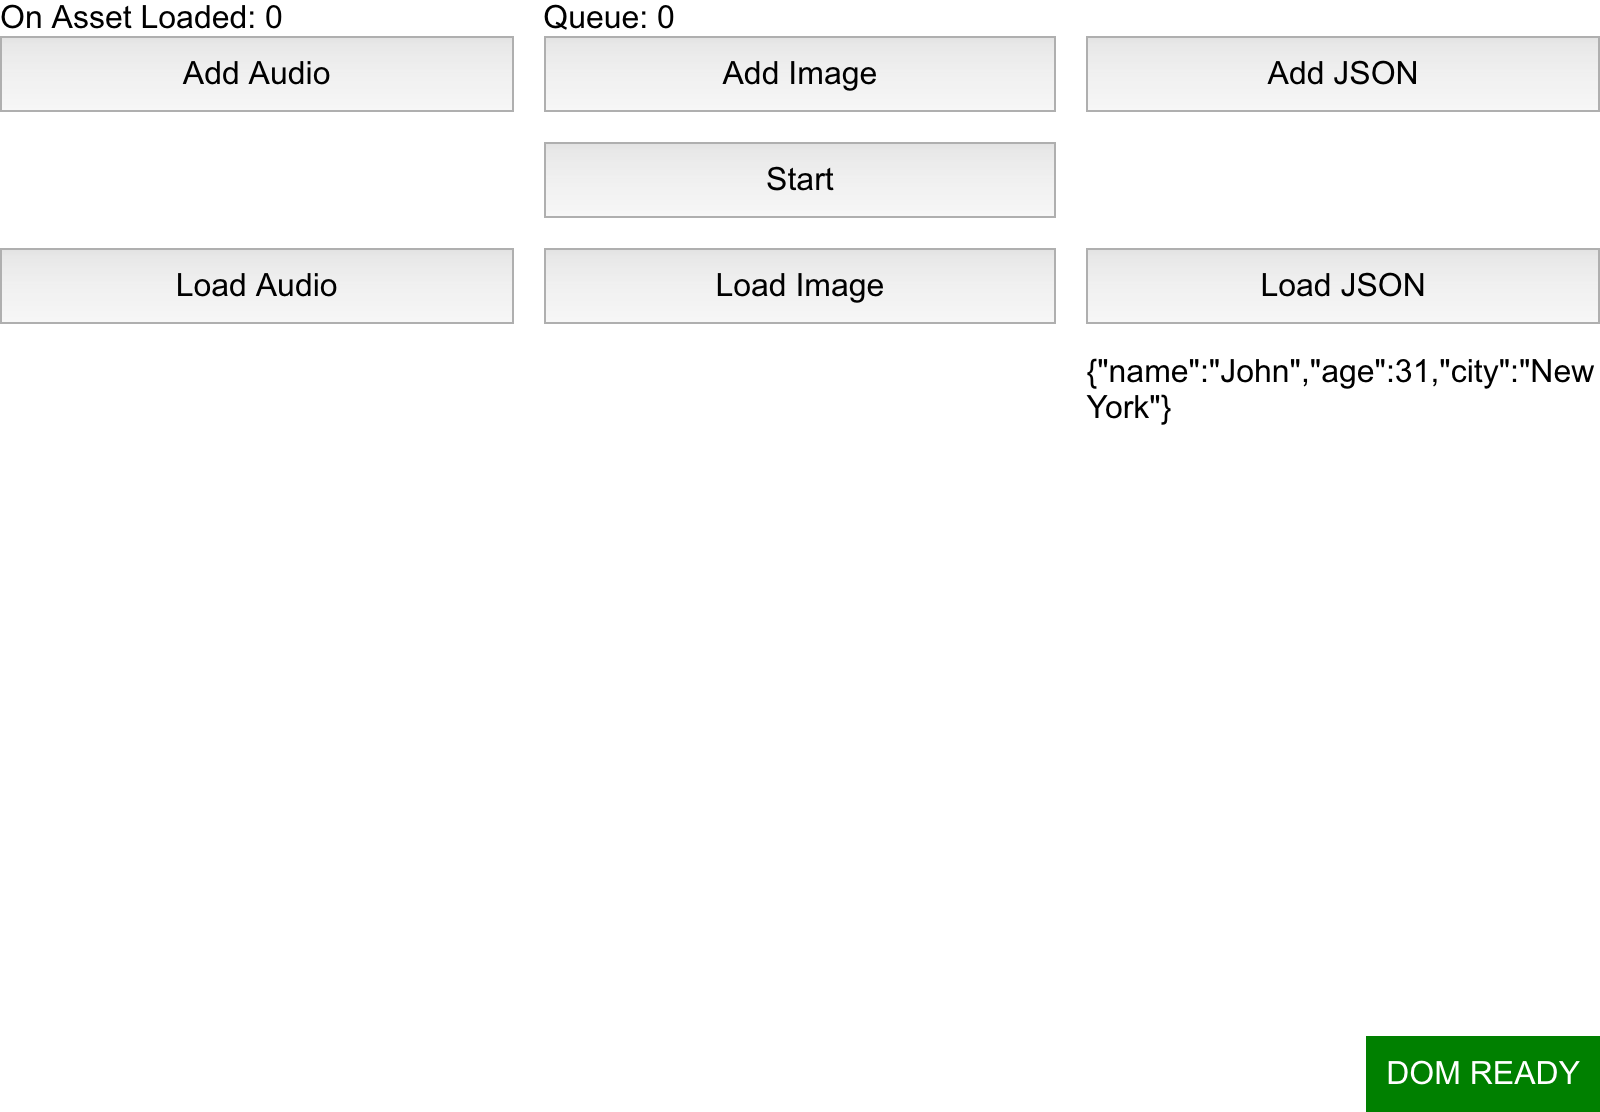 On Asset Loaded: 0
Queue: 0
Add Audio
Add Image
Add JSON
Start
Load Audio
Load Image
Load JSON
{"name":"John","age":31,"city":"New
York"}
DOM READY